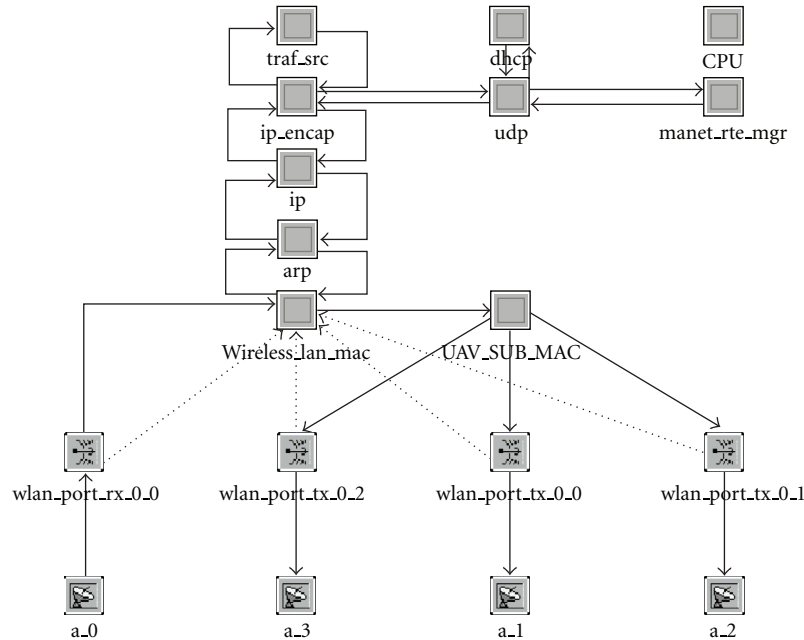 traf_src
dhcp
CPU
ip_encap
udp
manet_rte_mgr
ip
arp
Wireless_lan_mac
UAV_SUB_MAC
wlan_port_rx_0_0
wlan_port_tx_0_2
wlan_port_tx_0_0
wlan_port_tx_0_1
a_0
a_3
a_1
a_2